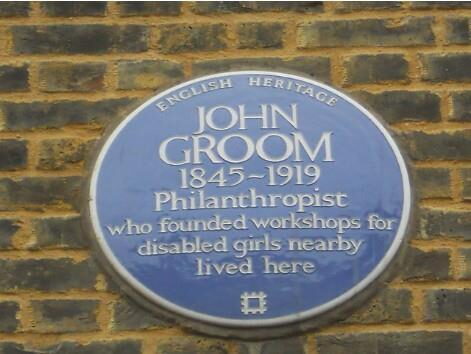 ENGLISH HERITAGE
JOHN
GROOM
1845~1919
Philanthropist
who founded workshops for
disabled girls nearby
lived here